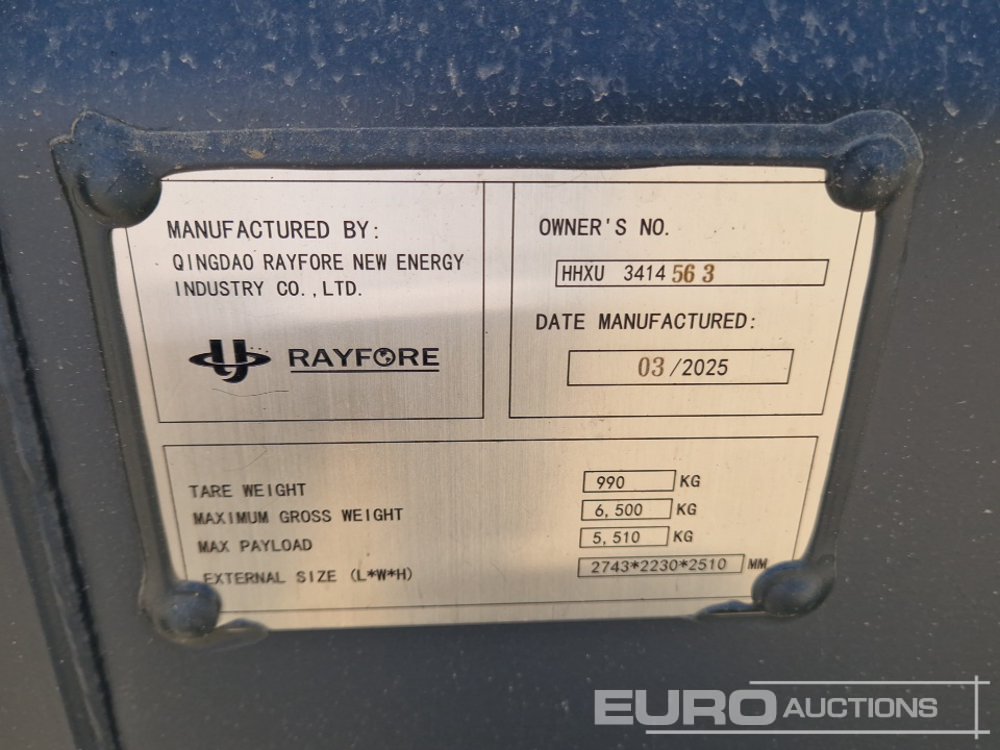 MANUFACTURED BY:
QINGDAO RAYFORE NEW ENERGY
INDUSTRY CO.,LTD.
RAYFORE
OWNER'S NO.
HHXU 3414 563
DATE MANUFACTURED:
03/2025
TARE WEIGHT 990 KG
MAXIMUM GROSS WEIGHT 6,500 KG
MAX PAYLOAD 5,510 KG
EXTERNAL SIZE (L*W*H) 2743*2230*2510 MM
EURO AUCTIONS